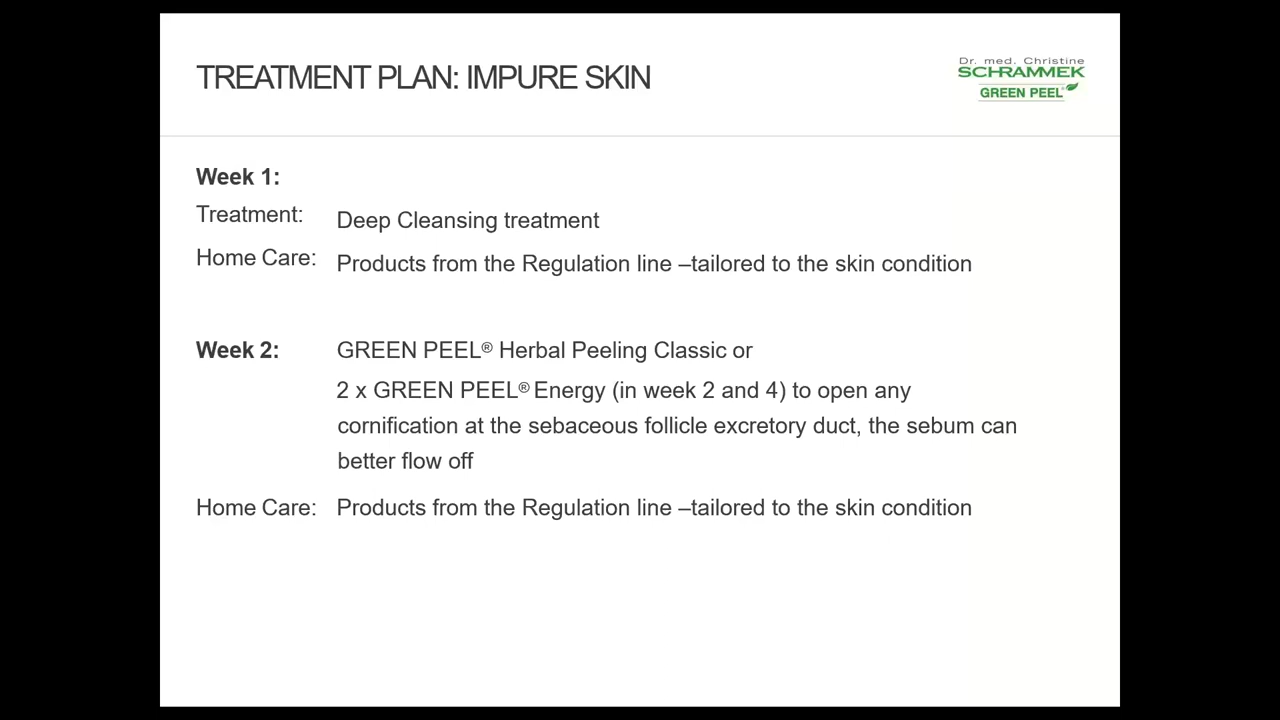 TREATMENT PLAN: IMPURE SKIN
Dr. med. Christine
SCHRAMMEK
GREEN PEEL®
Week 1:
Treatment: Deep Cleansing treatment
Home Care: Products from the Regulation line –tailored to the skin condition
Week 2: GREEN PEEL® Herbal Peeling Classic or
2 x GREEN PEEL® Energy (in week 2 and 4) to open any
cornification at the sebaceous follicle excretory duct, the sebum can
better flow off
Home Care: Products from the Regulation line –tailored to the skin condition